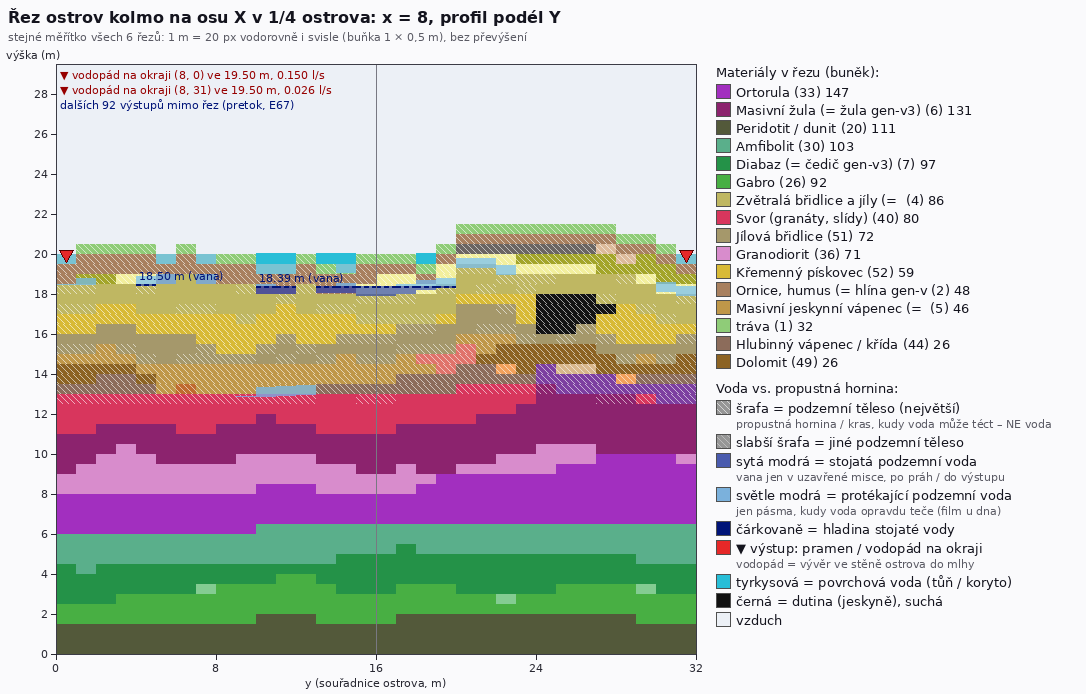 Řez ostrov kolmo na osu X v 1/4 ostrova: x = 8, profil podél Y
stejné měřítko všech 6 řezů: 1 m = 20 px vodorovně i svisle (buňka 1 × 0,5 m), bez převýšení
výška (m)
▼ vodopád na okraji (8, 0) ve 19.50 m, 0.150 l/s
▼ vodopád na okraji (8, 31) ve 19.50 m, 0.026 l/s
dalších 92 výstupů mimo řez (pretok, E67)
18.50 m (vana)
18.39 m (vana)
28
26
24
22
20
18
16
14
12
10
8
6
4
2
0
0
8
16
24
32
y (souřadnice ostrova, m)
Materiály v řezu (buněk):
Ortorula (33) 147
Masivní žula (= žula gen-v3) (6) 131
Peridotit / dunit (20) 111
Amfibolit (30) 103
Diabaz (= čedič gen-v3) (7) 97
Gabro (26) 92
Zvětralá břidlice a jíly (= (4) 86
Svor (granáty, slídy) (40) 80
Jílová břidlice (51) 72
Granodiorit (36) 71
Křemenný pískovec (52) 59
Ornice, humus (= hlína gen-v (2) 48
Masivní jeskynní vápenec (= (5) 46
tráva (1) 32
Hlubinný vápenec / křída (44) 26
Dolomit (49) 26
Voda vs. propustná hornina:
šrafa = podzemní těleso (největší)
propustná hornina / kras, kudy voda může téct – NE voda
slabší šrafa = jiné podzemní těleso
sytá modrá = stojatá podzemní voda
vana jen v uzavřené misce, po práh / do výstupu
světle modrá = protékající podzemní voda
jen pásma, kudy voda opravdu teče (film u dna)
čárkovaně = hladina stojaté vody
▼ výstup: pramen / vodopád na okraji
vodopád = vývěr ve stěně ostrova do mlhy
tyrkysová = povrchová voda (tůň / koryto)
černá = dutina (jeskyně), suchá
vzduch